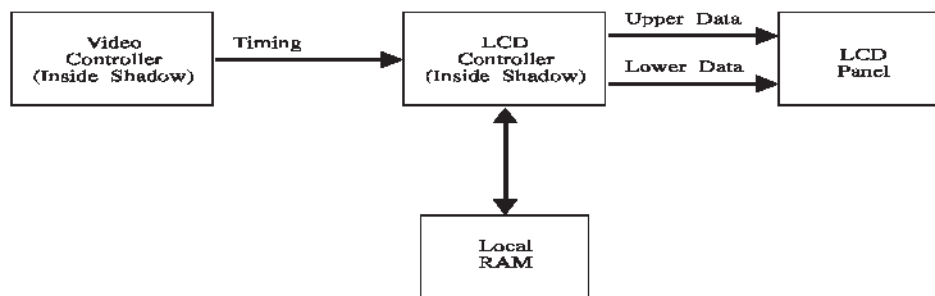 Video
Controller
(Inside Shadow)
Timing
LCD
Controller
(Inside Shadow)
Upper Data
Lower Data
LCD
Panel
Local
RAM